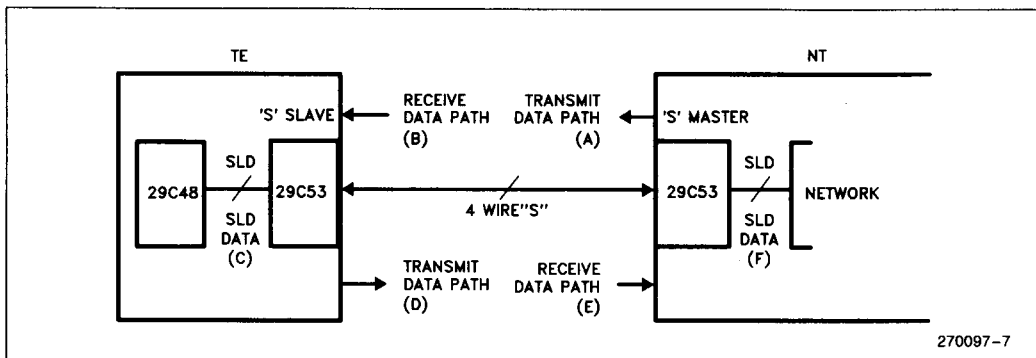 TE
NT
'S' SLAVE
RECEIVE
DATA PATH
(B)
TRANSMIT
DATA PATH
(A)
'S' MASTER
29C48
SLD
SLD
DATA
(C)
29C53
4 WIRE"S"
29C53
SLD
SLD
DATA
(F)
NETWORK
TRANSMIT
DATA PATH
(D)
RECEIVE
DATA PATH
(E)
270097-7